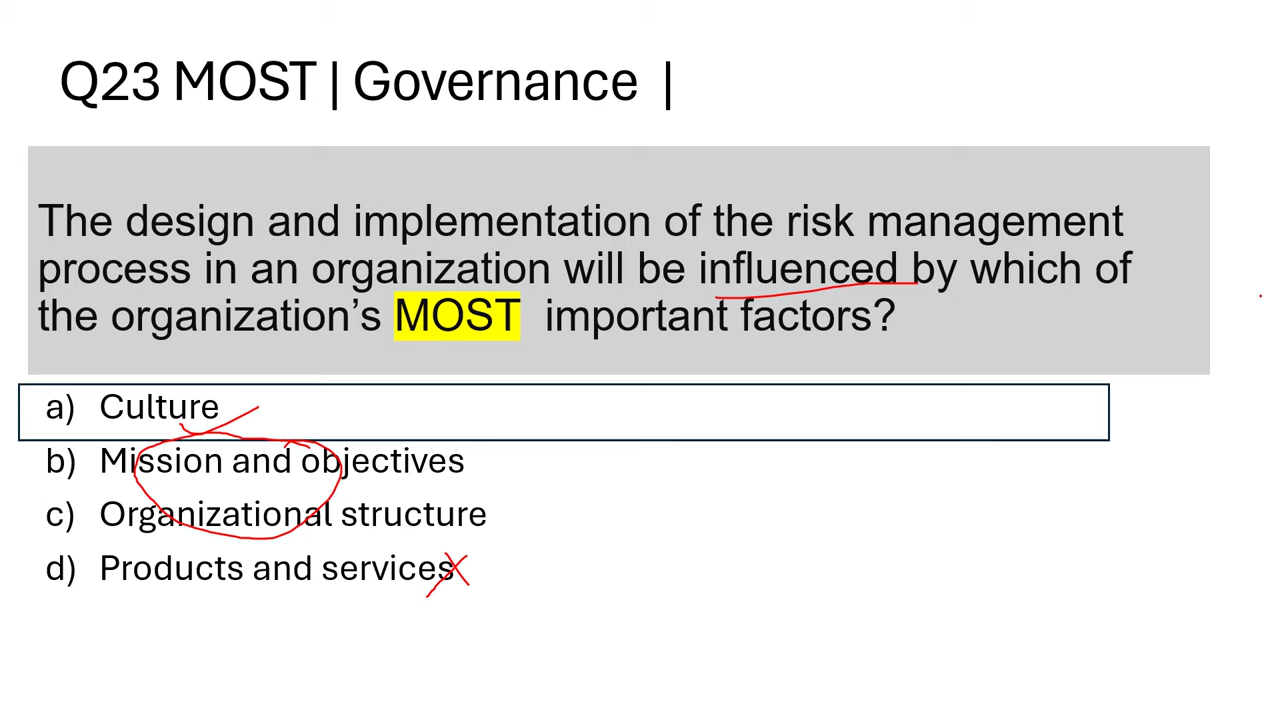 Q23 MOST | Governance |
The design and implementation of the risk management
process in an organization will be influenced by which of
the organization's MOST important factors?
a) Culture
b) Mission and objectives
c) Organizational structure
d) Products and services